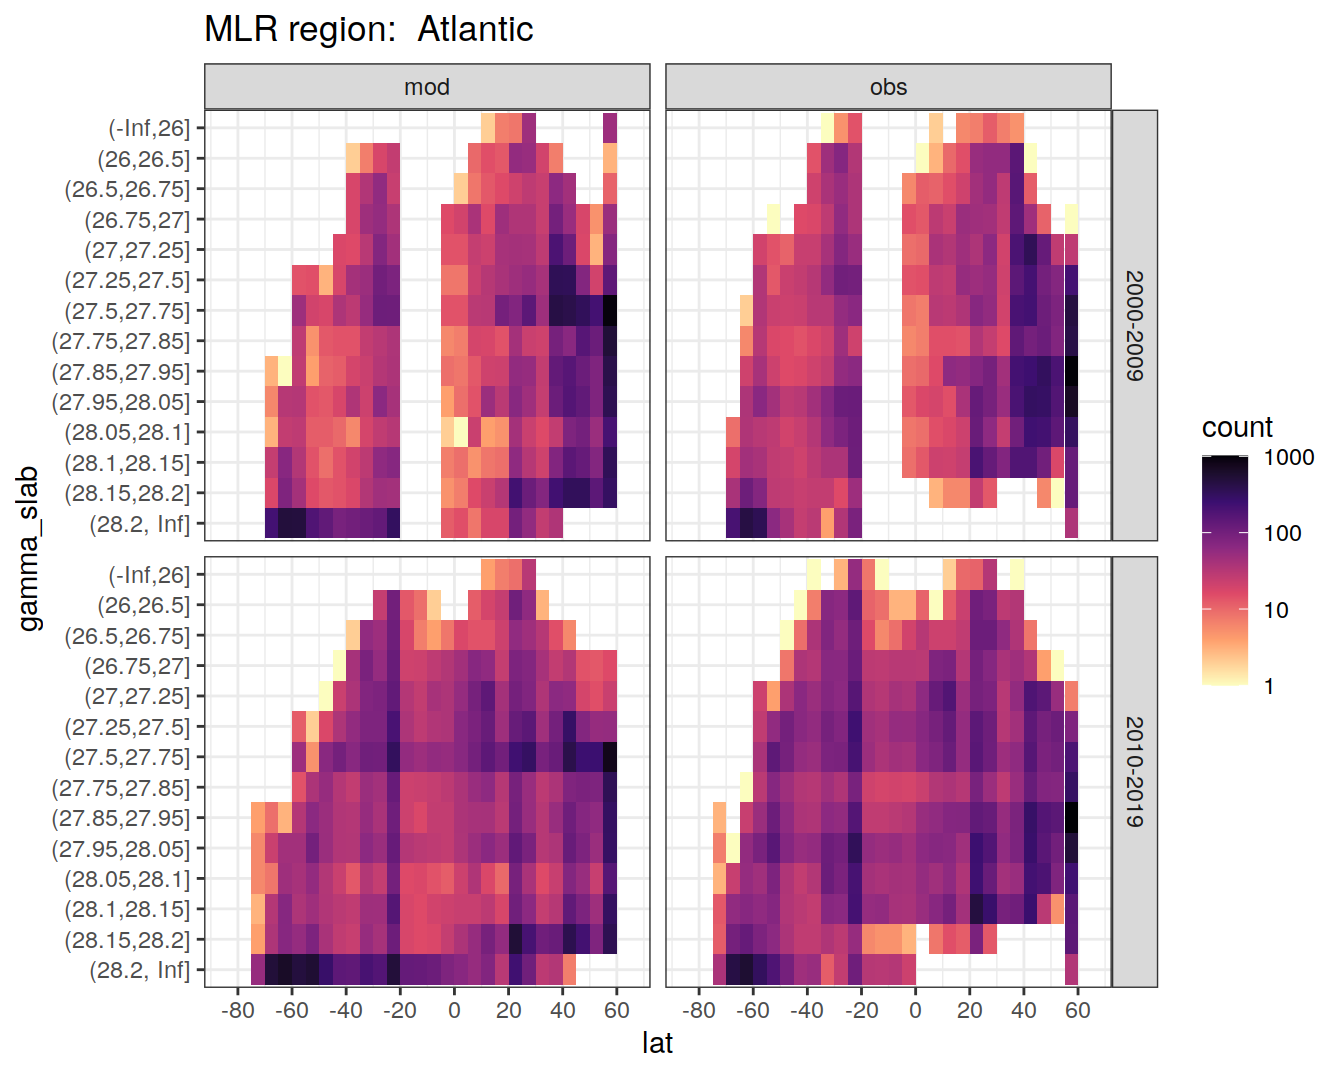 MLR region:  Atlantic
mod
obs
(-Inf,26]
(26,26.5]
(26.5,26.75]
(26.75,27]
(27,27.25]
(27.25,27.5]
(27.5,27.75]
(27.75,27.85]
(27.85,27.95]
(27.95,28.05]
(28.05,28.1]
(28.1,28.15]
(28.15,28.2]
(28.2, Inf]
2000-2009
gamma_slab
(-Inf,26]
(26,26.5]
(26.5,26.75]
(26.75,27]
(27,27.25]
(27.25,27.5]
(27.5,27.75]
(27.75,27.85]
(27.85,27.95]
(27.95,28.05]
(28.05,28.1]
(28.1,28.15]
(28.15,28.2]
(28.2, Inf]
2010-2019
-80 -60 -40 -20 0 20 40 60
-80 -60 -40 -20 0 20 40 60
lat
count
1000
100
10
1